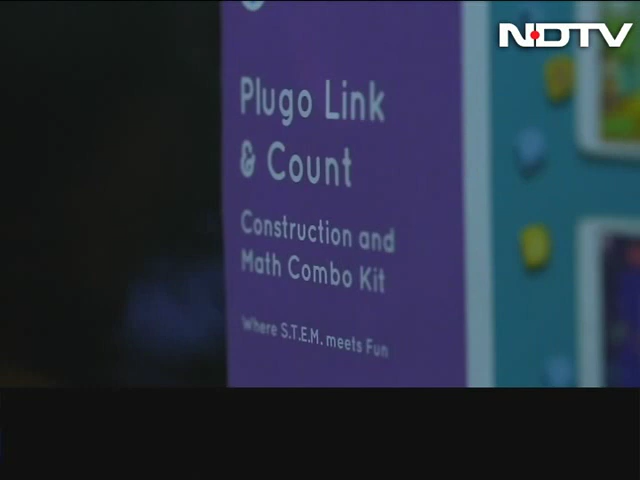 NDTV
Plugo Link
& Count
Construction and
Math Combo Kit
Where S.T.E.M. meets Fun